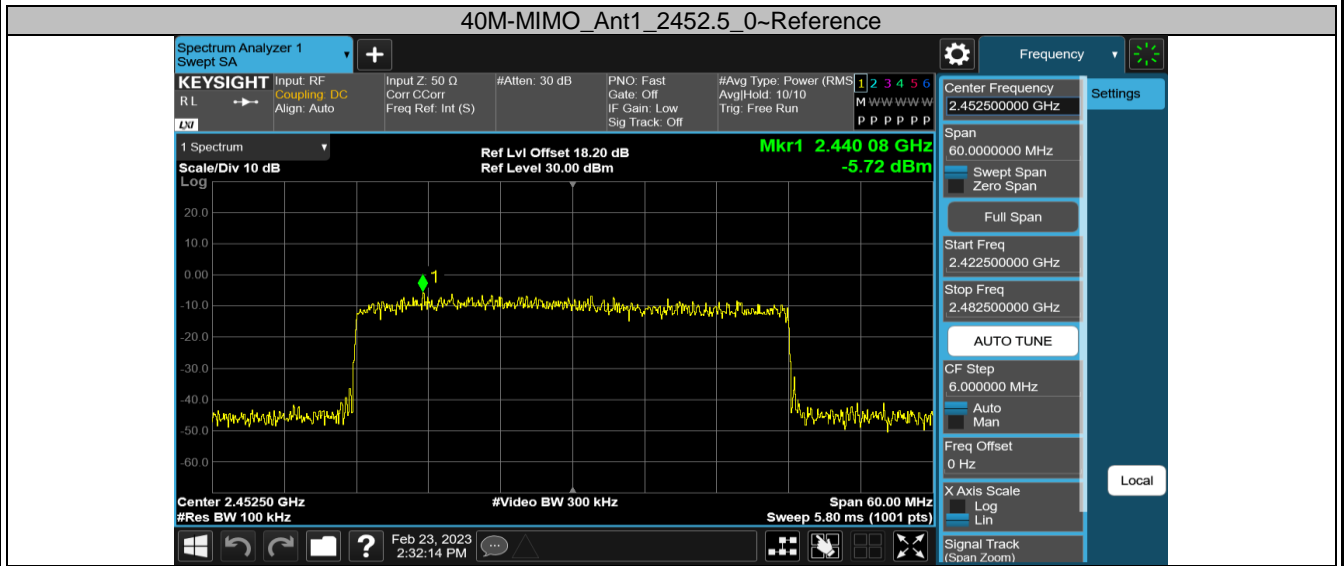 40M-MIMO_Ant1_2452.5_0~Reference
Spectrum Analyzer 1
Swept SA
Frequency
KEYSIGHT
R L
LXI
Input: RF
Coupling: DC
Align: Auto
Input Z: 50 Ω
Corr CCorr
Freq Ref: Int (S)
#Atten: 30 dB
PNO: Fast
Gate: Off
IF Gain: Low
Sig Track: Off
#Avg Type: Power (RMS
Avg|Hold: 10/10
Trig: Free Run
1 2 3 4 5 6
M W W W W W
P P P P P P
1 Spectrum
Scale/Div 10 dB
Log
Ref Lvl Offset 18.20 dB
Ref Level 30.00 dBm
Mkr1 2.440 08 GHz
-5.72 dBm
20.0
10.0
0.00
1
-10.0
-20.0
-30.0
-40.0
-50.0
-60.0
Center 2.45250 GHz
#Res BW 100 kHz
#Video BW 300 kHz
Span 60.00 MHz
Sweep 5.80 ms (1001 pts)
Feb 23, 2023
2:32:14 PM
Center Frequency
2.452500000 GHz
Span
60.0000000 MHz
Swept Span
Zero Span
Full Span
Start Freq
2.422500000 GHz
Stop Freq
2.482500000 GHz
AUTO TUNE
CF Step
6.000000 MHz
Auto
Man
Freq Offset
0 Hz
X Axis Scale
Log
Lin
Signal Track
(Span Zoom)
Settings
Local